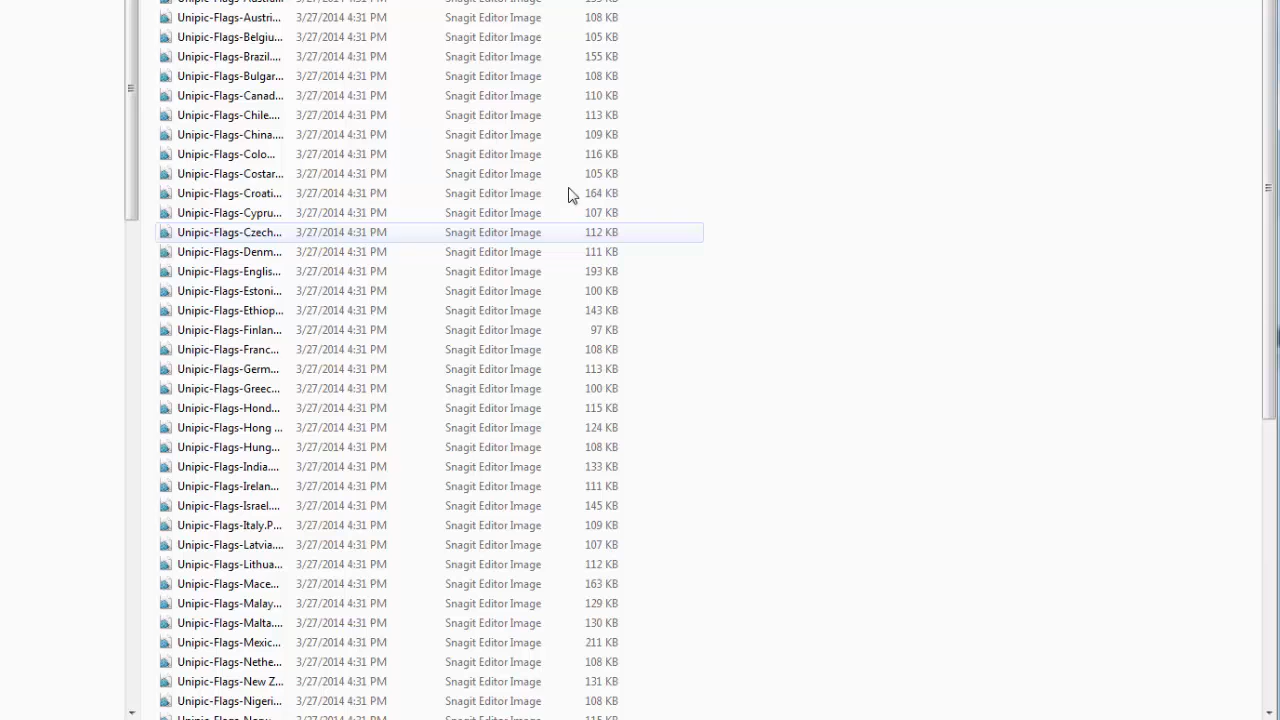 Unipic-Flags-Austri... 3/27/2014 4:31 PM Snagit Editor Image 108 KB
Unipic-Flags-Belgiu... 3/27/2014 4:31 PM Snagit Editor Image 105 KB
Unipic-Flags-Brazil.... 3/27/2014 4:31 PM Snagit Editor Image 155 KB
Unipic-Flags-Bulgar... 3/27/2014 4:31 PM Snagit Editor Image 108 KB
Unipic-Flags-Canad... 3/27/2014 4:31 PM Snagit Editor Image 110 KB
Unipic-Flags-Chile.... 3/27/2014 4:31 PM Snagit Editor Image 113 KB
Unipic-Flags-China.... 3/27/2014 4:31 PM Snagit Editor Image 109 KB
Unipic-Flags-Colo... 3/27/2014 4:31 PM Snagit Editor Image 116 KB
Unipic-Flags-Costar... 3/27/2014 4:31 PM Snagit Editor Image 105 KB
Unipic-Flags-Croati... 3/27/2014 4:31 PM Snagit Editor Image 164 KB
Unipic-Flags-Cypru... 3/27/2014 4:31 PM Snagit Editor Image 107 KB
Unipic-Flags-Czech... 3/27/2014 4:31 PM Snagit Editor Image 112 KB
Unipic-Flags-Denm... 3/27/2014 4:31 PM Snagit Editor Image 111 KB
Unipic-Flags-Englis... 3/27/2014 4:31 PM Snagit Editor Image 193 KB
Unipic-Flags-Estoni... 3/27/2014 4:31 PM Snagit Editor Image 100 KB
Unipic-Flags-Ethiop... 3/27/2014 4:31 PM Snagit Editor Image 143 KB
Unipic-Flags-Finlan... 3/27/2014 4:31 PM Snagit Editor Image 97 KB
Unipic-Flags-Franc... 3/27/2014 4:31 PM Snagit Editor Image 108 KB
Unipic-Flags-Germ... 3/27/2014 4:31 PM Snagit Editor Image 113 KB
Unipic-Flags-Greec... 3/27/2014 4:31 PM Snagit Editor Image 100 KB
Unipic-Flags-Hond... 3/27/2014 4:31 PM Snagit Editor Image 115 KB
Unipic-Flags-Hong ... 3/27/2014 4:31 PM Snagit Editor Image 124 KB
Unipic-Flags-Hung... 3/27/2014 4:31 PM Snagit Editor Image 108 KB
Unipic-Flags-India.... 3/27/2014 4:31 PM Snagit Editor Image 133 KB
Unipic-Flags-Irelan... 3/27/2014 4:31 PM Snagit Editor Image 111 KB
Unipic-Flags-Israel.... 3/27/2014 4:31 PM Snagit Editor Image 145 KB
Unipic-Flags-Italy.P... 3/27/2014 4:31 PM Snagit Editor Image 109 KB
Unipic-Flags-Latvia.... 3/27/2014 4:31 PM Snagit Editor Image 107 KB
Unipic-Flags-Lithua... 3/27/2014 4:31 PM Snagit Editor Image 112 KB
Unipic-Flags-Mace... 3/27/2014 4:31 PM Snagit Editor Image 163 KB
Unipic-Flags-Malay... 3/27/2014 4:31 PM Snagit Editor Image 129 KB
Unipic-Flags-Malta.... 3/27/2014 4:31 PM Snagit Editor Image 130 KB
Unipic-Flags-Mexic... 3/27/2014 4:31 PM Snagit Editor Image 211 KB
Unipic-Flags-Nethe... 3/27/2014 4:31 PM Snagit Editor Image 108 KB
Unipic-Flags-New Z... 3/27/2014 4:31 PM Snagit Editor Image 131 KB
Unipic-Flags-Nigeri... 3/27/2014 4:31 PM Snagit Editor Image 108 KB